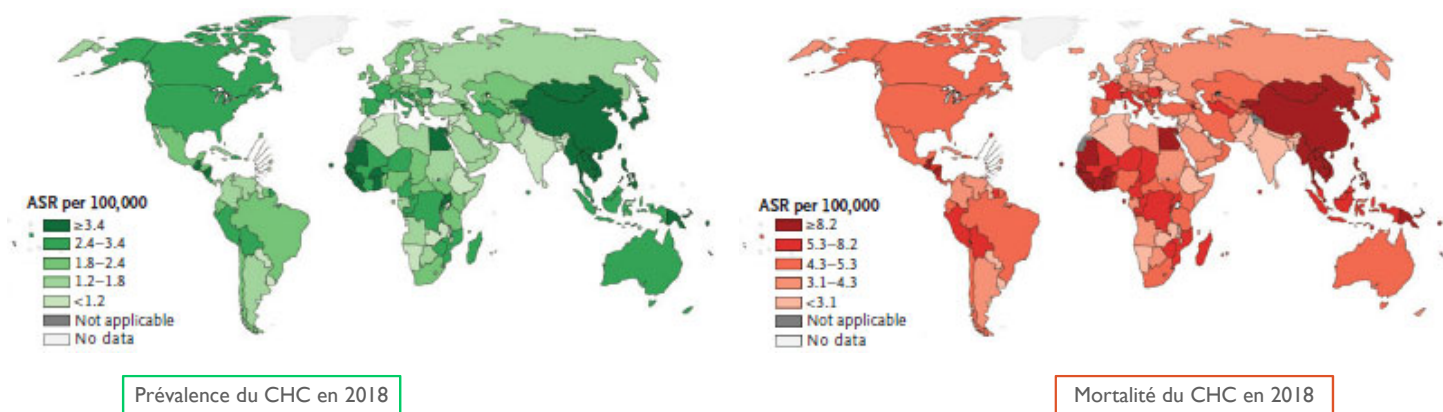 ASR per 100,000
≥3.4
2.4–3.4
1.8–2.4
1.2–1.8
<1.2
Not applicable
No data
Prévalence du CHC en 2018
ASR per 100,000
≥8.2
5.3–8.2
4.3–5.3
3.1–4.3
<3.1
Not applicable
No data
Mortalité du CHC en 2018